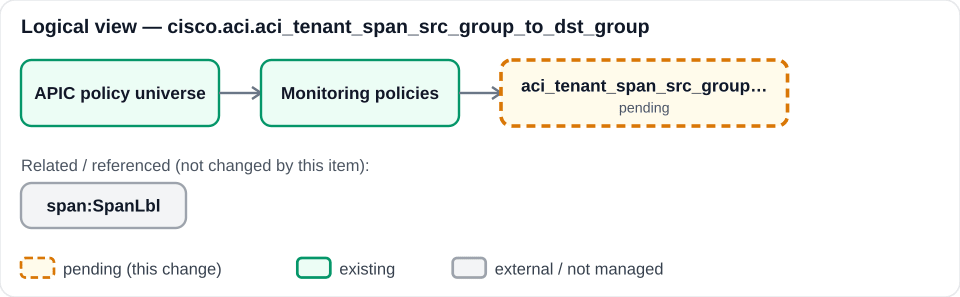 Logical view — cisco.aci.aci_tenant_span_src_group_to_dst_group
APIC policy universe
Monitoring policies
aci_tenant_span_src_group…
pending
Related / referenced (not changed by this item):
span:SpanLbl
pending (this change)
existing
external / not managed